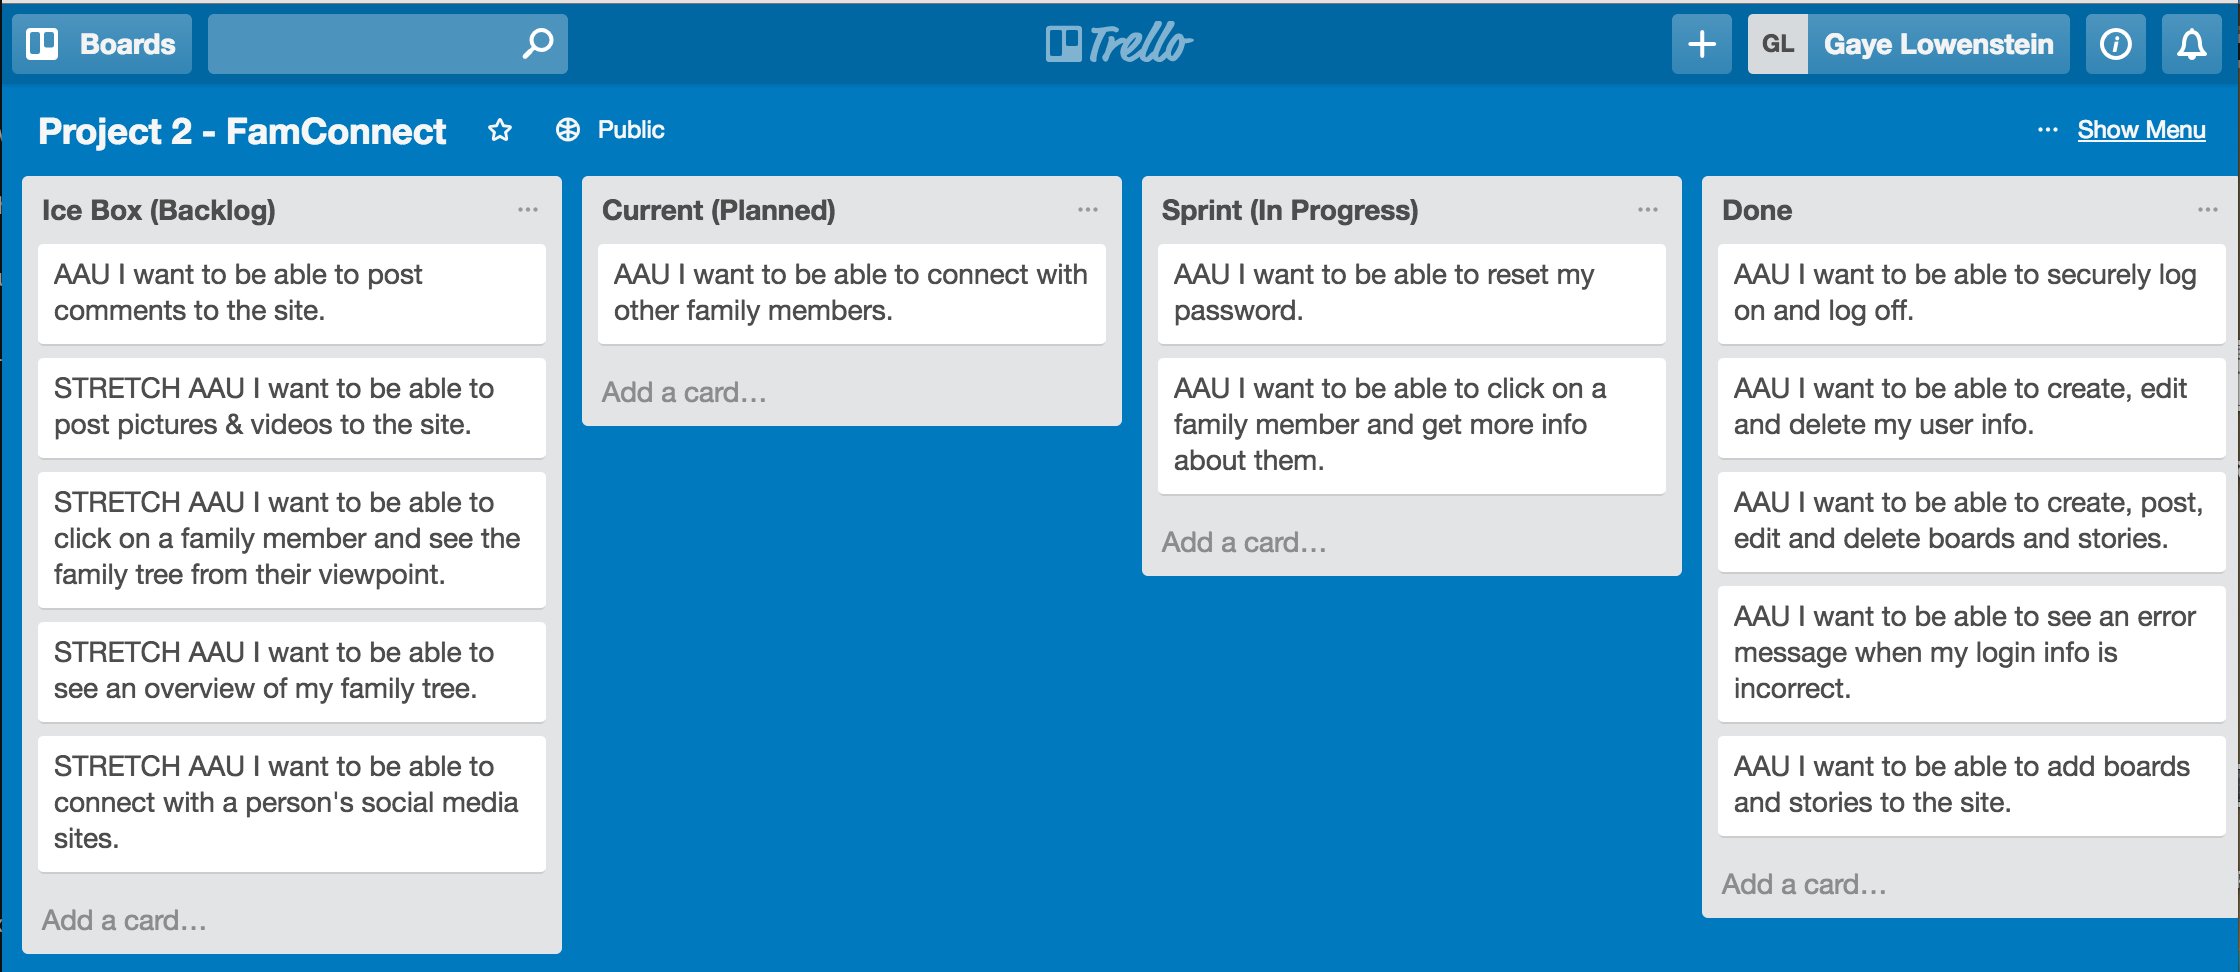 Boards
Trello
GL Gaye Lowenstein
Project 2 - FamConnect
Public
... Show Menu
Ice Box (Backlog) ...
AAU I want to be able to post
comments to the site.
STRETCH AAU I want to be able to
post pictures & videos to the site.
STRETCH AAU I want to be able to
click on a family member and see the
family tree from their viewpoint.
STRETCH AAU I want to be able to
see an overview of my family tree.
STRETCH AAU I want to be able to
connect with a person's social media
sites.
Add a card…
Current (Planned) ...
AAU I want to be able to connect with
other family members.
Add a card…
Sprint (In Progress) ...
AAU I want to be able to reset my
password.
AAU I want to be able to click on a
family member and get more info
about them.
Add a card…
Done ...
AAU I want to be able to securely log
on and log off.
AAU I want to be able to create, edit
and delete my user info.
AAU I want to be able to create, post,
edit and delete boards and stories.
AAU I want to be able to see an error
message when my login info is
incorrect.
AAU I want to be able to add boards
and stories to the site.
Add a card…